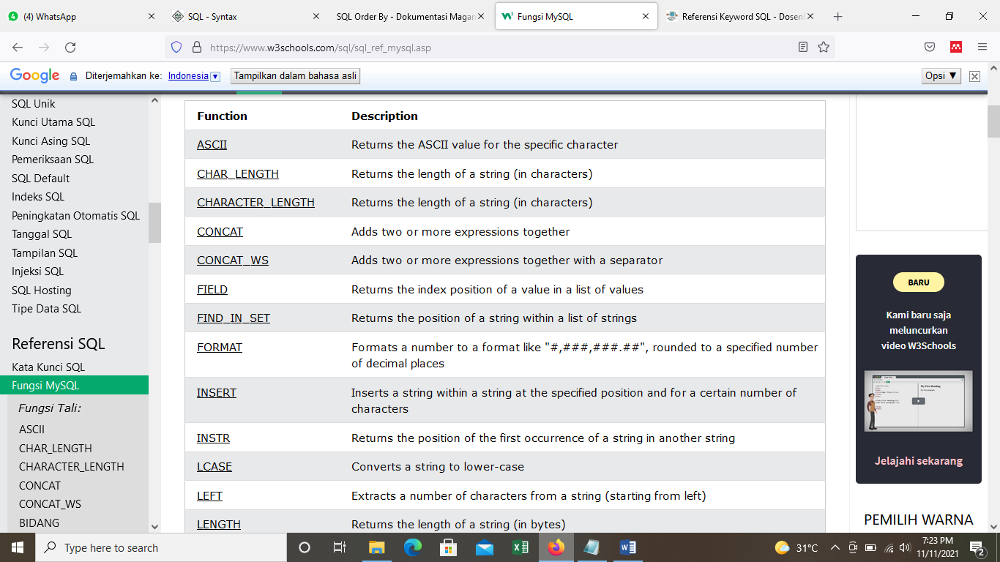 (4) WhatsApp
SQL - Syntax
SQL Order By - Dokumentasi Magan
Fungsi MySQL
Referensi Keyword SQL - Dosen
https://www.w3schools.com/sql/sql_ref_mysql.asp
Google
Diterjemahkan ke: Indonesia
Tampilkan dalam bahasa asli
Opsi ▼
SQL Unik
Kunci Utama SQL
Kunci Asing SQL
Pemeriksaan SQL
SQL Default
Indeks SQL
Peningkatan Otomatis SQL
Tanggal SQL
Tampilan SQL
Injeksi SQL
SQL Hosting
Tipe Data SQL
Referensi SQL
Kata Kunci SQL
Fungsi MySQL
Fungsi Tali:
ASCII
CHAR_LENGTH
CHARACTER_LENGTH
CONCAT
CONCAT_WS
BIDANG
Function Description
ASCII Returns the ASCII value for the specific character
CHAR_LENGTH Returns the length of a string (in characters)
CHARACTER_LENGTH Returns the length of a string (in characters)
CONCAT Adds two or more expressions together
CONCAT_WS Adds two or more expressions together with a separator
FIELD Returns the index position of a value in a list of values
FIND_IN_SET Returns the position of a string within a list of strings
FORMAT Formats a number to a format like "#,###,###.##", rounded to a specified number
of decimal places
INSERT Inserts a string within a string at the specified position and for a certain number of
characters
INSTR Returns the position of the first occurrence of a string in another string
LCASE Converts a string to lower-case
LEFT Extracts a number of characters from a string (starting from left)
LENGTH Returns the length of a string (in bytes)
BARU
Kami baru saja
meluncurkan
video W3Schools
Jelajahi sekarang
PEMILIH WARNA
Type here to search
31°C
7:23 PM
11/11/2021
2